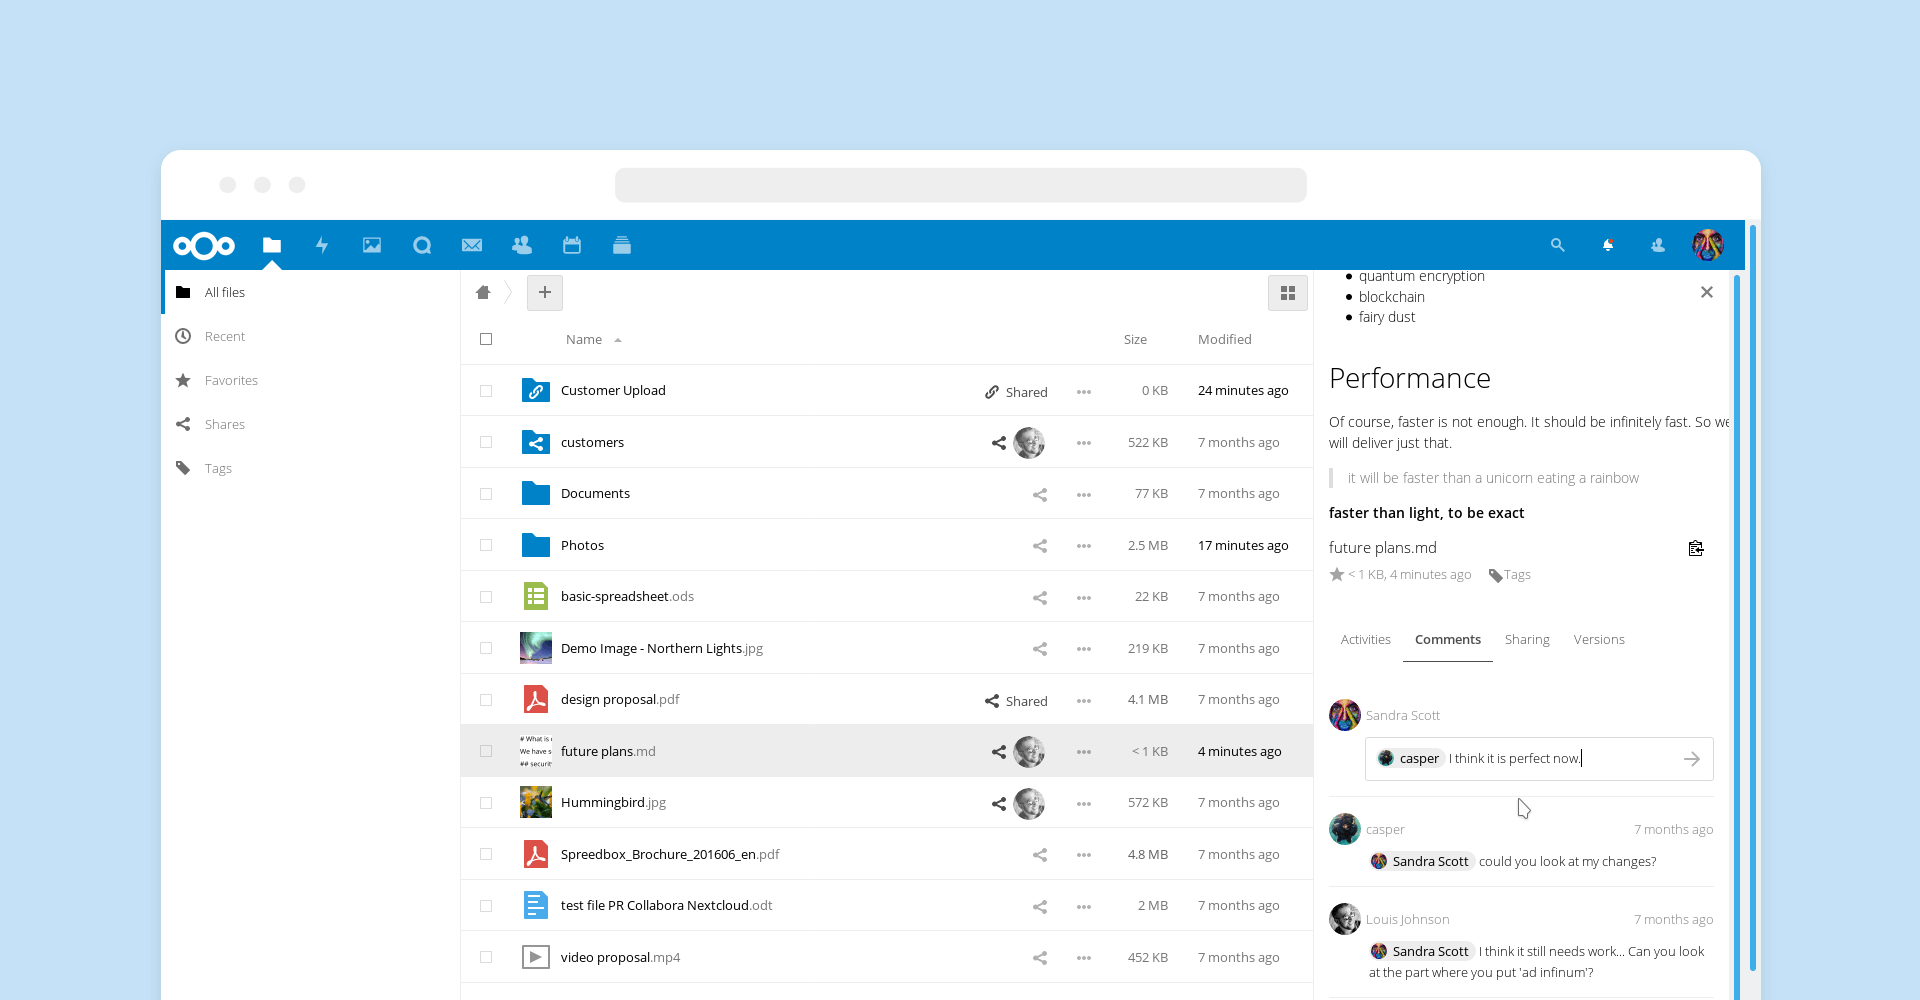 All files
Recent
Favorites
Shares
Tags
Name
Size
Modified
Customer Upload
Shared
0 KB
24 minutes ago
customers
522 KB
7 months ago
Documents
77 KB
7 months ago
Photos
2.5 MB
17 minutes ago
basic-spreadsheet.ods
22 KB
7 months ago
Demo Image - Northern Lights.jpg
219 KB
7 months ago
design proposal.pdf
Shared
4.1 MB
7 months ago
# What is
We have s
## securit
future plans.md
< 1 KB
4 minutes ago
Hummingbird.jpg
572 KB
7 months ago
Spreedbox_Brochure_201606_en.pdf
4.8 MB
7 months ago
test file PR Collabora Nextcloud.odt
2 MB
7 months ago
video proposal.mp4
452 KB
7 months ago
quantum encryption
blockchain
fairy dust
Performance
Of course, faster is not enough. It should be infinitely fast. So we
will deliver just that.
it will be faster than a unicorn eating a rainbow
faster than light, to be exact
future plans.md
< 1 KB, 4 minutes ago
Tags
Activities
Comments
Sharing
Versions
Sandra Scott
casper I think it is perfect now.
casper
7 months ago
Sandra Scott could you look at my changes?
Louis Johnson
7 months ago
Sandra Scott I think it still needs work... Can you look
at the part where you put 'ad infinum'?